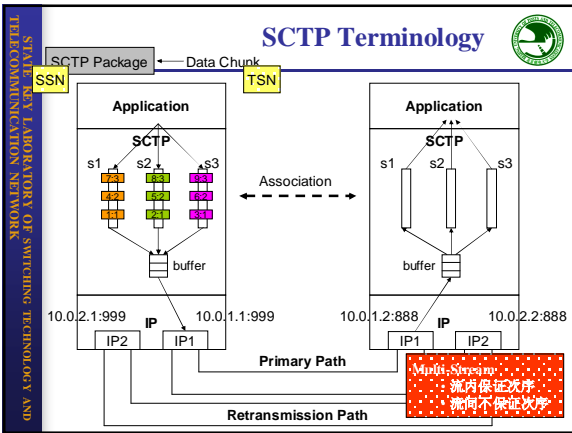 STATE KEY LABORATORY OF SWITCHING TECHNOLOGY AND
TELECOMMUNICATION NETWORK
SCTP Terminology
SCTP Package
Data Chunk
SSN
TSN
Application
SCTP
s1
s2
s3
7:3
8:3
9:3
4:2
5:2
6:2
1:1
2:1
3:1
buffer
Association
Application
SCTP
s1
s2
s3
buffer
10.0.2.1:999
IP
10.0.1.1:999
IP2
IP1
10.0.1.2:888
IP
10.0.2.2:888
IP1
IP2
Primary Path
Retransmission Path
Multi-Stream
：流内保证次序
：流间不保证次序